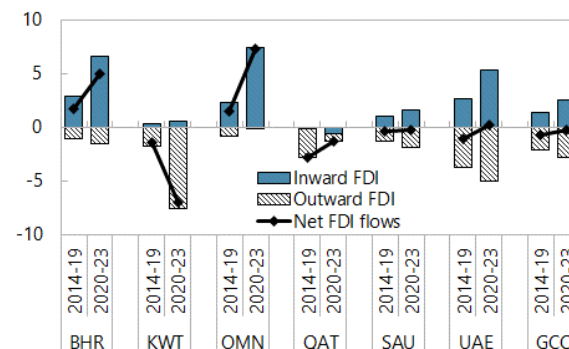 10
5
0
-5
-10
Inward FDI
Outward FDI
Net FDI flows
2014-19 2020-23 2014-19 2020-23 2014-19 2020-23 2014-19 2020-23 2014-19 2020-23 2014-19 2020-23 2014-19 2020-23
BHR KWT OMN QAT SAU UAE GCC